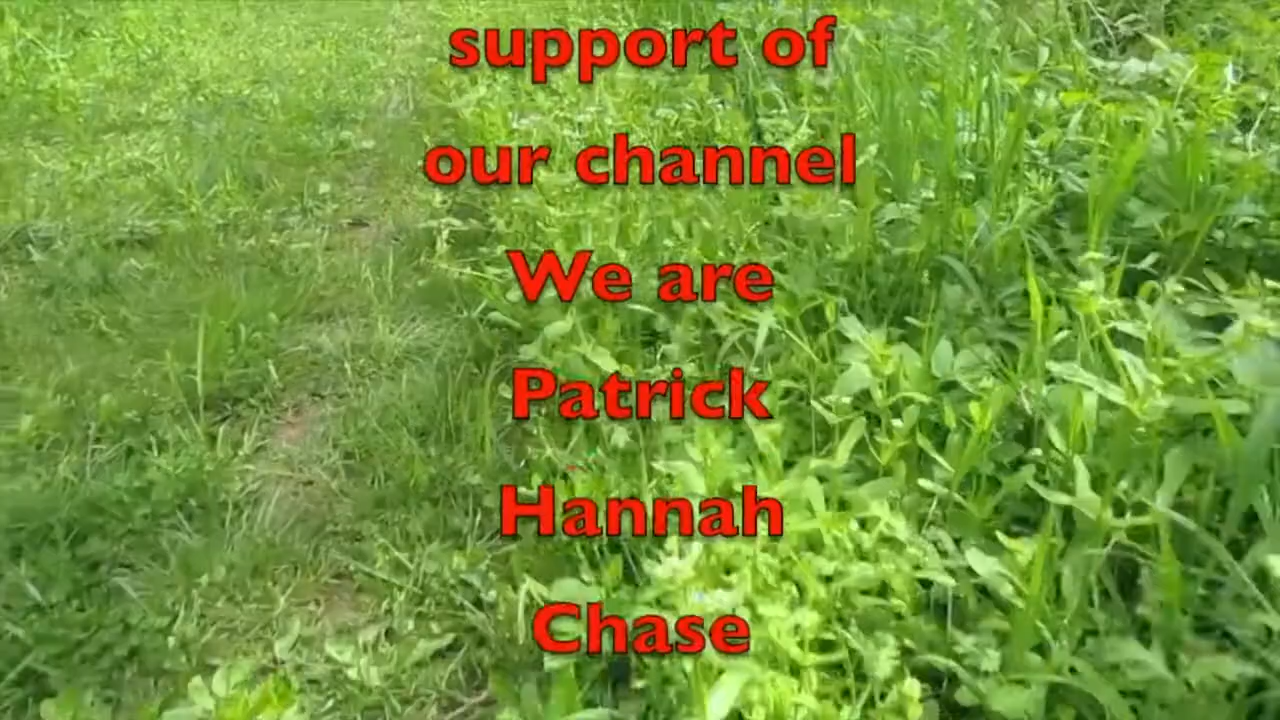 support of
our channel
We are
Patrick
Hannah
Chase